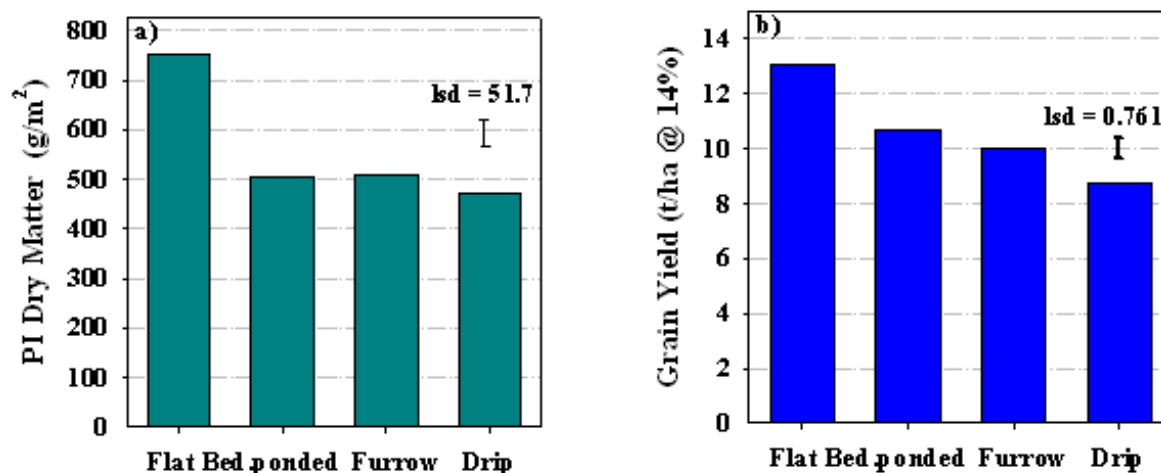 a)
PI Dry Matter (g/m²)
800
700
600
500
400
300
200
100
0
lsd = 51.7
Flat Bed,ponded Furrow Drip
b)
Grain Yield (t/ha @ 14%)
14
12
10
8
6
4
2
0
lsd = 0.761
Flat Bed,ponded Furrow Drip